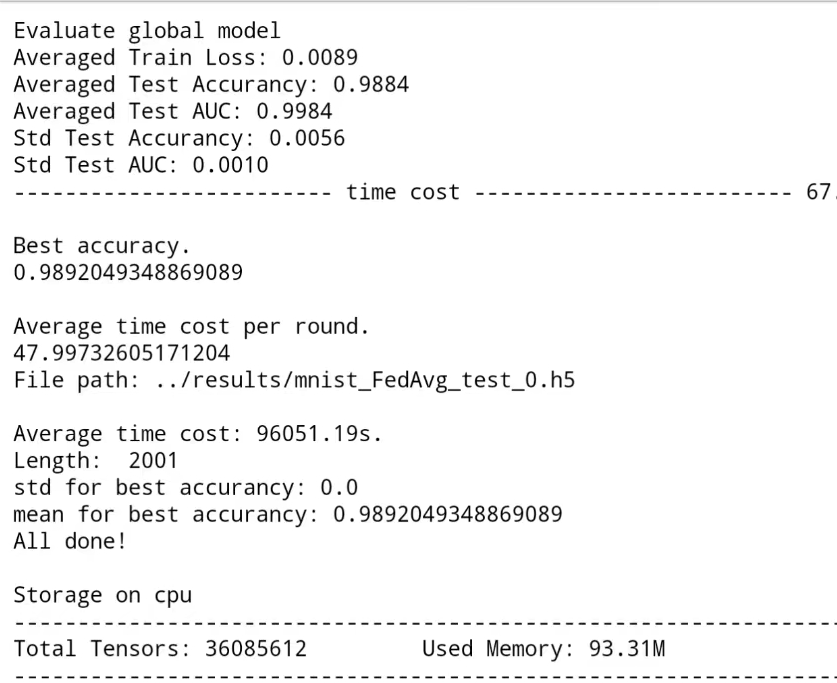 Evaluate global model
Averaged Train Loss: 0.0089
Averaged Test Accurancy: 0.9884
Averaged Test AUC: 0.9984
Std Test Accurancy: 0.0056
Std Test AUC: 0.0010
------------------------- time cost ------------------------- 67.
Best accuracy.
0.9892049348869089
Average time cost per round.
47.99732605171204
File path: ../results/mnist_FedAvg_test_0.h5
Average time cost: 96051.19s.
Length:  2001
std for best accurancy: 0.0
mean for best accurancy: 0.9892049348869089
All done!
Storage on cpu
-----------------------------------------------------------------
Total Tensors: 36085612         Used Memory: 93.31M
-----------------------------------------------------------------